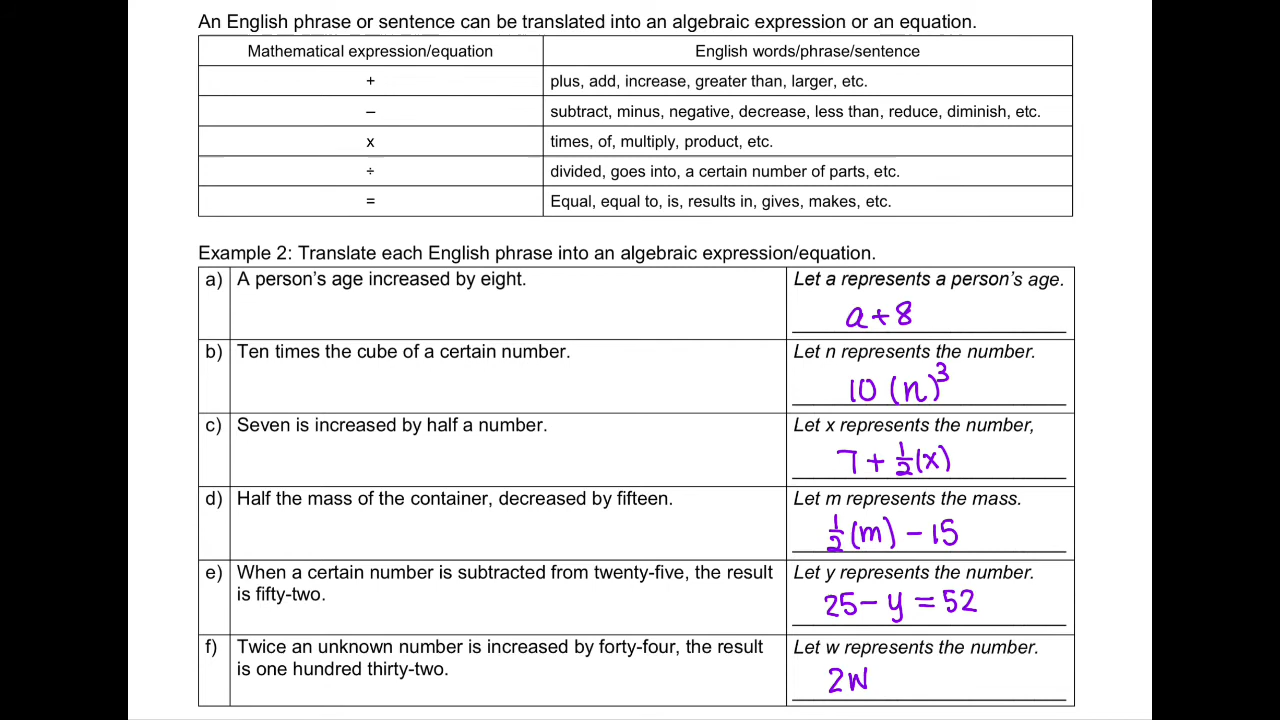 An English phrase or sentence can be translated into an algebraic expression or an equation.
Mathematical expression/equation English words/phrase/sentence
+ plus, add, increase, greater than, larger, etc.
– subtract, minus, negative, decrease, less than, reduce, diminish, etc.
x times, of, multiply, product, etc.
÷ divided, goes into, a certain number of parts, etc.
= Equal, equal to, is, results in, gives, makes, etc.
Example 2: Translate each English phrase into an algebraic expression/equation.
a) A person's age increased by eight. Let a represents a person's age.
a + 8
b) Ten times the cube of a certain number. Let n represents the number.
10 (n)³
c) Seven is increased by half a number. Let x represents the number,
7 + ½(x)
d) Half the mass of the container, decreased by fifteen. Let m represents the mass.
½(m) – 15
e) When a certain number is subtracted from twenty-five, the result Let y represents the number.
is fifty-two. 25 – y = 52
f) Twice an unknown number is increased by forty-four, the result Let w represents the number.
is one hundred thirty-two. 2w